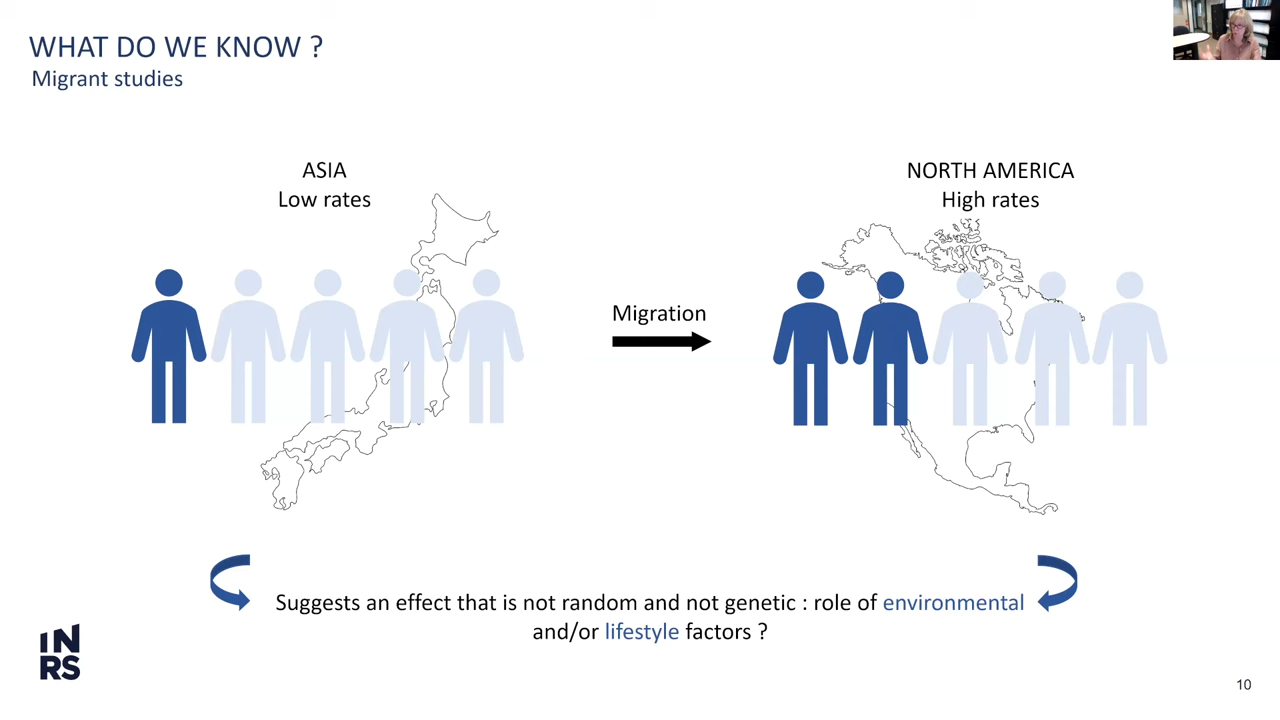 WHAT DO WE KNOW ?
Migrant studies
ASIA
Low rates
NORTH AMERICA
High rates
Migration
Suggests an effect that is not random and not genetic : role of environmental
and/or lifestyle factors ?
IN
RS
10